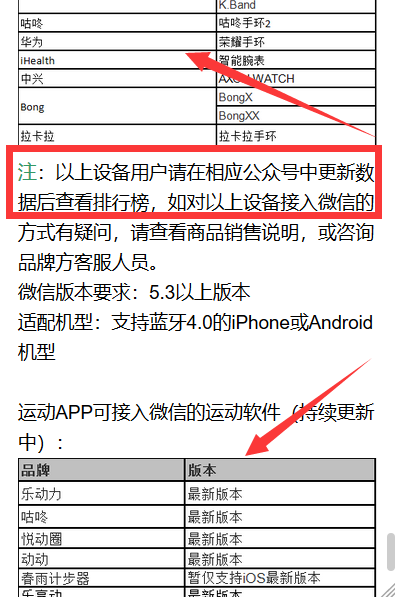 K.Band
咕咚 咕咚手环2
华为 荣耀手环
iHealth 智能腕表
中兴 AXON WATCH
Bong BongX
BongXX
拉卡拉 拉卡拉手环
注：以上设备用户请在相应公众号中更新数
据后查看排行榜，如对以上设备接入微信的
方式有疑问，请查看商品销售说明，或咨询
品牌方客服人员。
微信版本要求：5.3以上版本
适配机型：支持蓝牙4.0的iPhone或Android
机型
运动APP可接入微信的运动软件（持续更新
中）：
品牌 版本
乐动力 最新版本
咕咚 最新版本
悦动圈 最新版本
动动 最新版本
春雨计步器 暂仅支持iOS最新版本